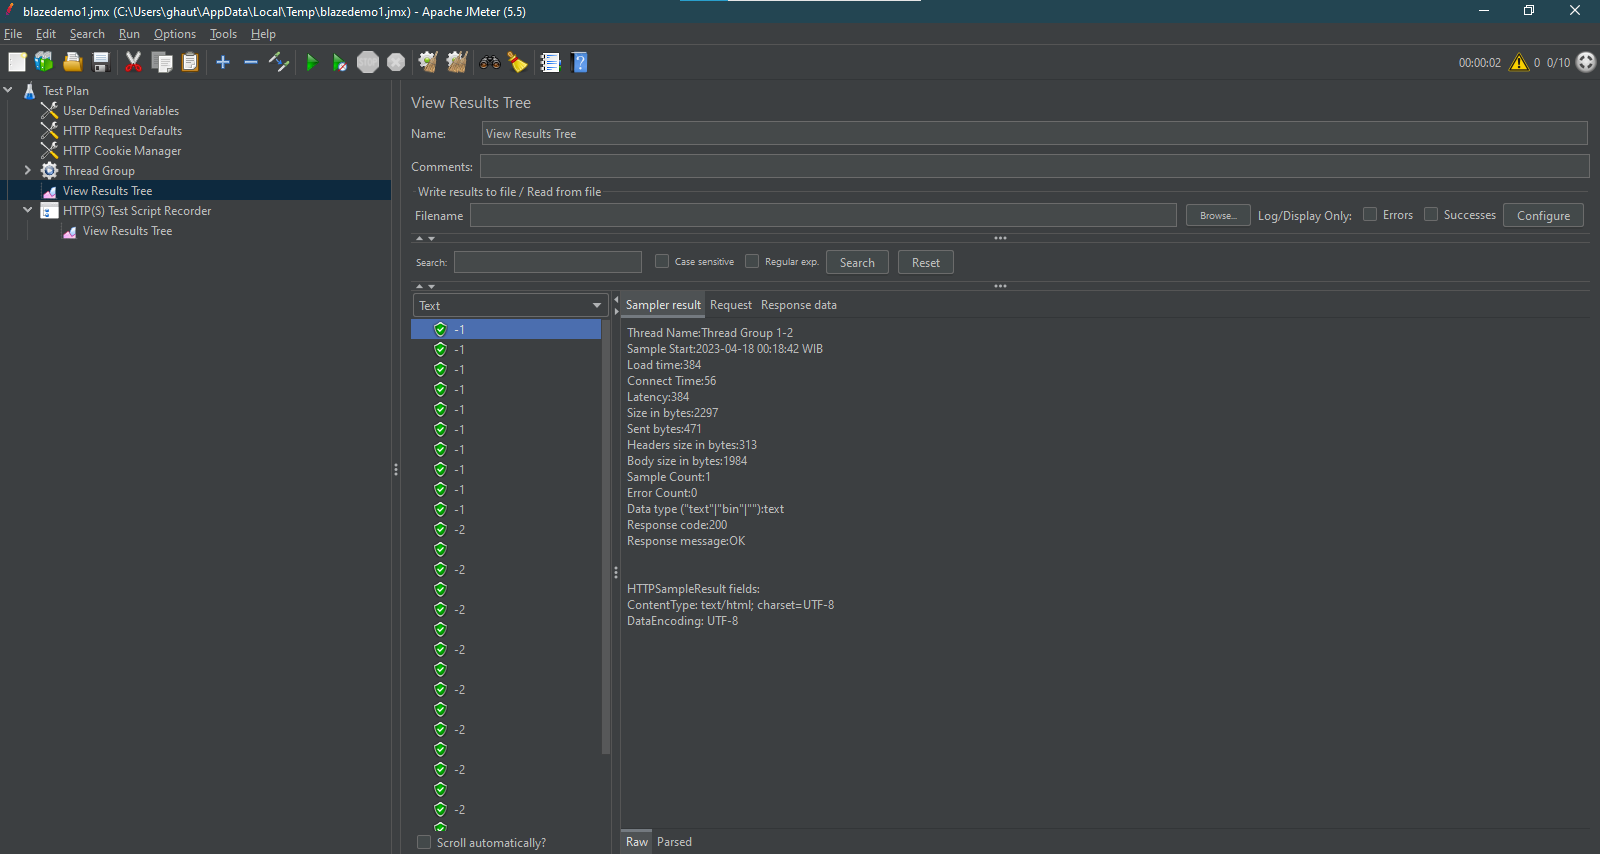 blazedemo1.jmx (C:\Users\ghaut\AppData\Local\Temp\blazedemo1.jmx) - Apache JMeter (5.5)
File Edit Search Run Options Tools Help
STOP
00:00:02 0 0/10
Test Plan
User Defined Variables
HTTP Request Defaults
HTTP Cookie Manager
Thread Group
View Results Tree
HTTP(S) Test Script Recorder
View Results Tree
View Results Tree
Name: View Results Tree
Comments:
Write results to file / Read from file
Filename Browse... Log/Display Only: Errors Successes Configure
Search: Case sensitive Regular exp. Search Reset
Text
-1
-1
-1
-1
-1
-1
-1
-1
-1
-1
-2
-2
-2
-2
-2
-2
-2
-2
Scroll automatically?
Sampler result Request Response data
Thread Name:Thread Group 1-2
Sample Start:2023-04-18 00:18:42 WIB
Load time:384
Connect Time:56
Latency:384
Size in bytes:2297
Sent bytes:471
Headers size in bytes:313
Body size in bytes:1984
Sample Count:1
Error Count:0
Data type ("text"|"bin"|""):text
Response code:200
Response message:OK
HTTPSampleResult fields:
ContentType: text/html; charset=UTF-8
DataEncoding: UTF-8
Raw Parsed